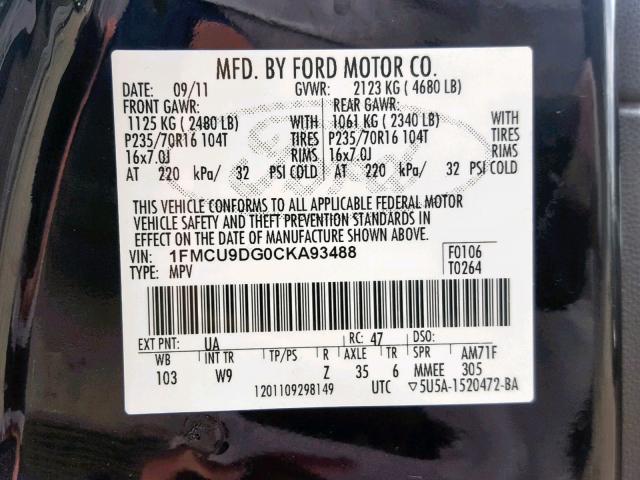 MFD. BY FORD MOTOR CO.
DATE: 09/11 GVWR: 2123 KG ( 4680 LB)
FRONT GAWR: REAR GAWR:
1125 KG ( 2480 LB) WITH 1061 KG ( 2340 LB) WITH
P235/70R16 104T TIRES P235/70R16 104T TIRES
16x7.0J RIMS 16x7.0J RIMS
AT 220 kPa/ 32 PSI COLD AT 220 kPa/ 32 PSI COLD
Ford
THIS VEHICLE CONFORMS TO ALL APPLICABLE FEDERAL MOTOR
VEHICLE SAFETY AND THEFT PREVENTION STANDARDS IN
EFFECT ON THE DATE OF MANUFACTURE SHOWN ABOVE.
VIN: 1FMCU9DG0CKA93488 F0106
TYPE: MPV T0264
EXT PNT: UA RC: 47 DSO:
WB INT TR TP/PS R AXLE TR SPR AM71F
103 W9 Z 35 6 MMEE 305
1201109298149 UTC ▽5U5A-1520472-BA